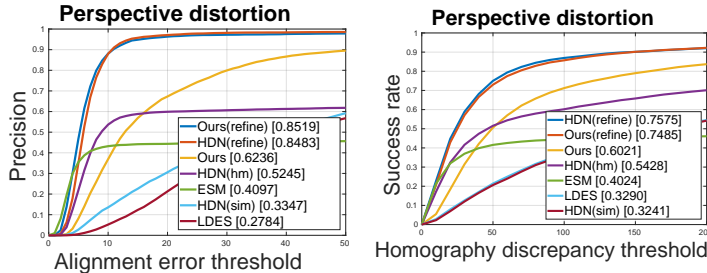 Perspective distortion
Precision
1
0.9
0.8
0.7
0.6
0.5
0.4
0.3
0.2
0.1
0
0 10 20 30 40 50
Ours(refine) [0.8519]
HDN(refine) [0.8483]
Ours [0.6236]
HDN(hm) [0.5245]
ESM [0.4097]
HDN(sim) [0.3347]
LDES [0.2784]
Alignment error threshold
Perspective distortion
Success rate
1
0.9
0.8
0.7
0.6
0.5
0.4
0.3
0.2
0.1
0
0 50 100 150 200
HDN(refine) [0.7575]
Ours(refine) [0.7485]
Ours [0.6021]
HDN(hm) [0.5428]
ESM [0.4024]
LDES [0.3290]
HDN(sim) [0.3241]
Homography discrepancy threshold